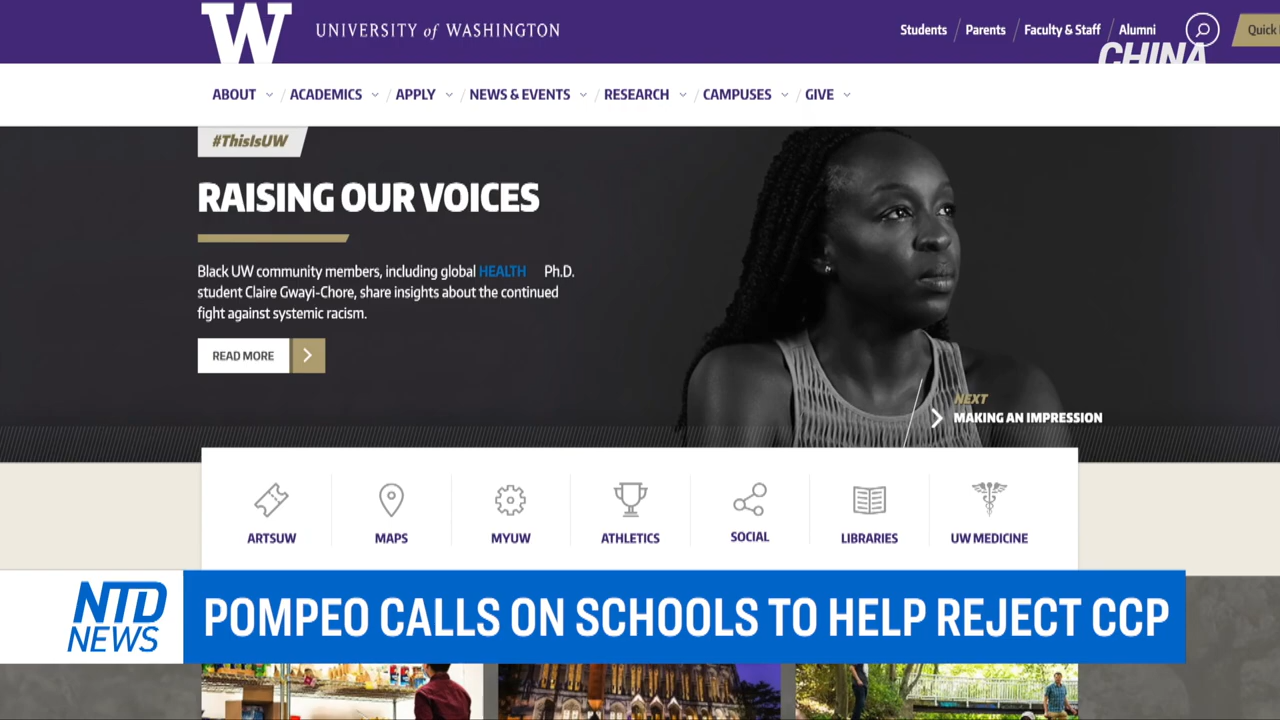 W
UNIVERSITY of WASHINGTON
Students
Parents
Faculty & Staff
Alumni
Quick
CHINA
ABOUT
ACADEMICS
APPLY
NEWS & EVENTS
RESEARCH
CAMPUSES
GIVE
#ThisIsUW
RAISING OUR VOICES
Black UW community members, including global HEALTH Ph.D.
student Claire Gwayi-Chore, share insights about the continued
fight against systemic racism.
READ MORE
NEXT
MAKING AN IMPRESSION
ARTSUW
MAPS
MYUW
ATHLETICS
SOCIAL
LIBRARIES
UW MEDICINE
NTD
NEWS
POMPEO CALLS ON SCHOOLS TO HELP REJECT CCP